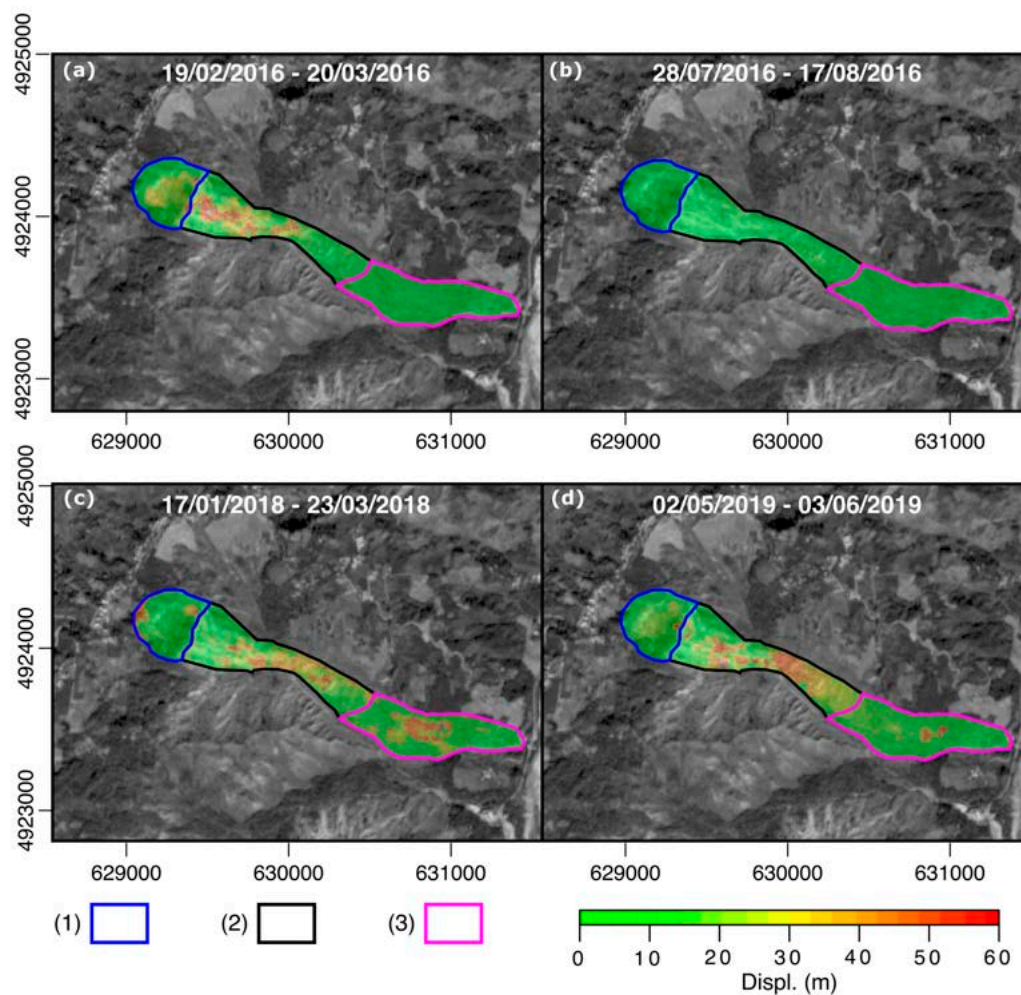 (a) 19/02/2016 - 20/03/2016
(b) 28/07/2016 - 17/08/2016
4925000
4924000
4923000
629000 630000 631000
629000 630000 631000
(c) 17/01/2018 - 23/03/2018
(d) 02/05/2019 - 03/06/2019
4925000
4924000
4923000
629000 630000 631000
629000 630000 631000
(1)
(2)
(3)
0 10 20 30 40 50 60
Displ. (m)